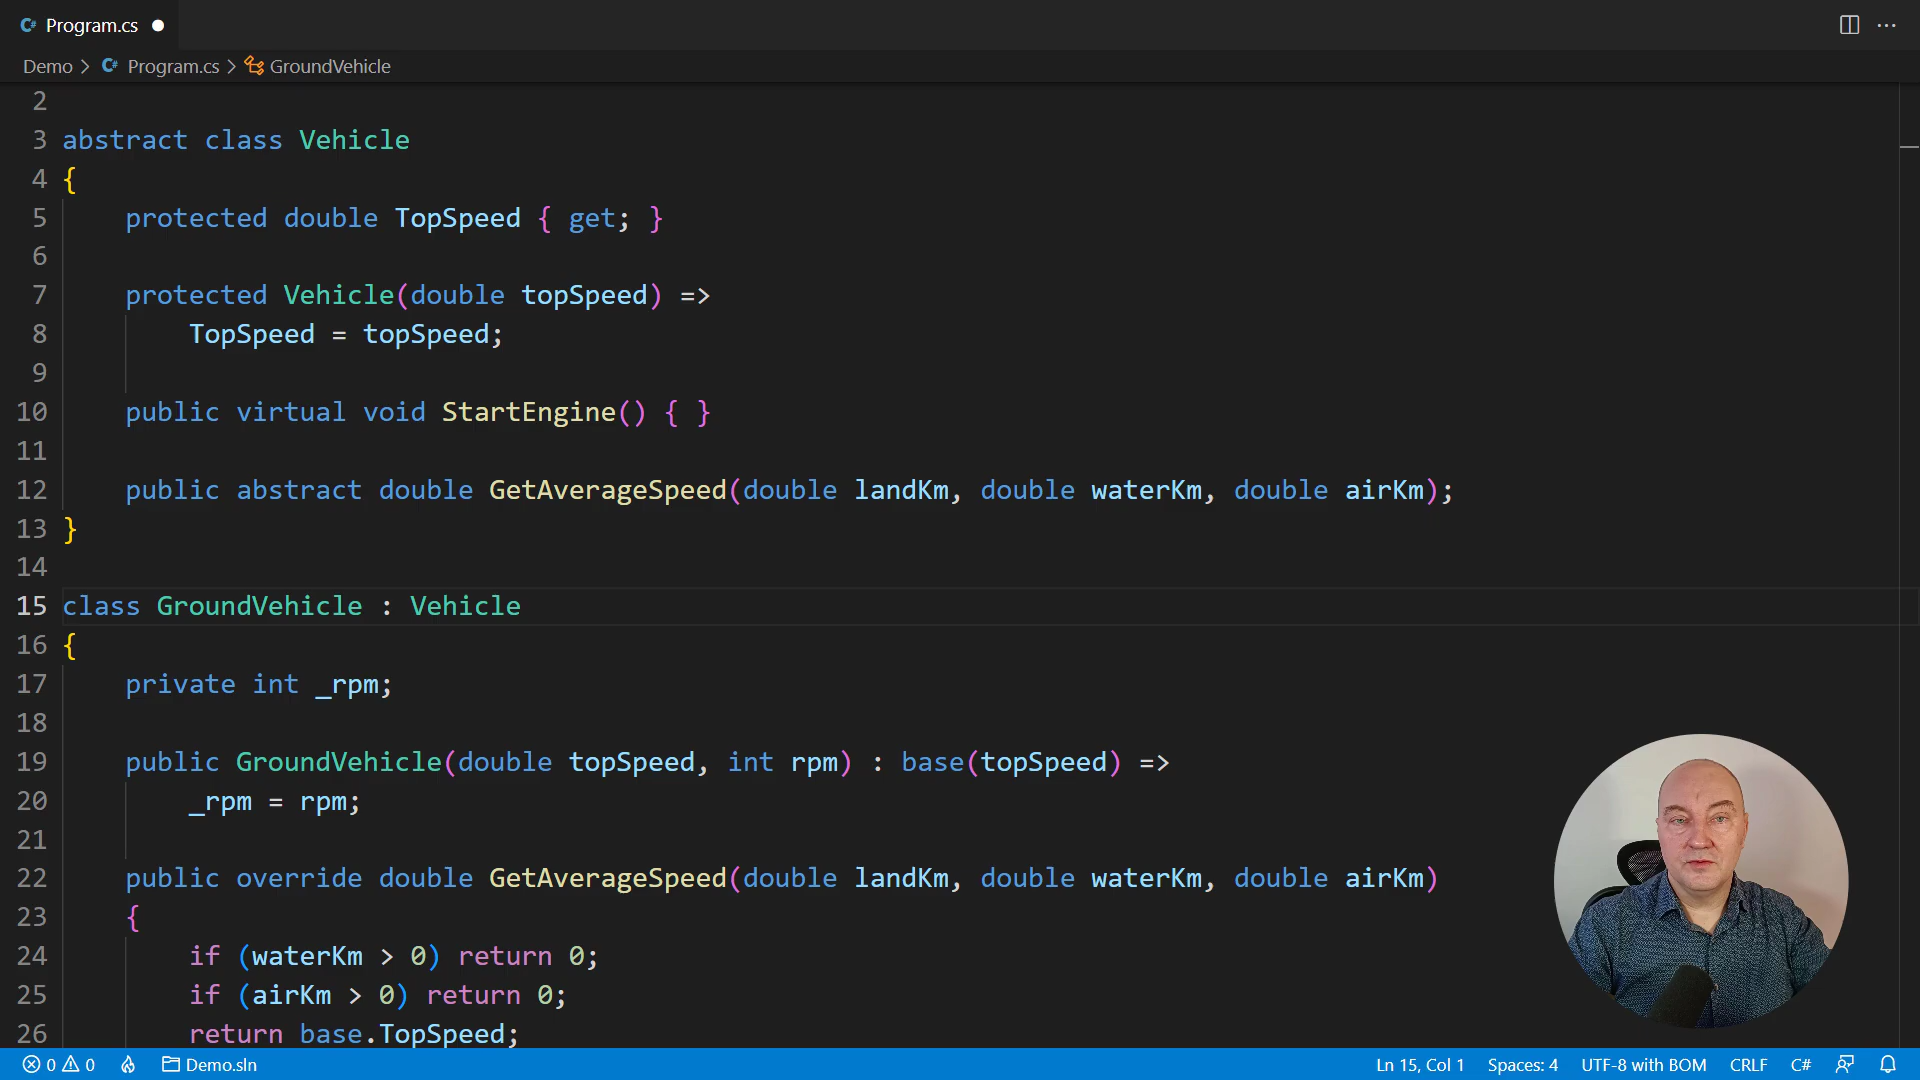 C# Program.cs
Demo > C# Program.cs > GroundVehicle
2
3 abstract class Vehicle
4 {
5     protected double TopSpeed { get; }
6
7     protected Vehicle(double topSpeed) =>
8         TopSpeed = topSpeed;
9
10     public virtual void StartEngine() { }
11
12     public abstract double GetAverageSpeed(double landKm, double waterKm, double airKm);
13 }
14
15 class GroundVehicle : Vehicle
16 {
17     private int _rpm;
18
19     public GroundVehicle(double topSpeed, int rpm) : base(topSpeed) =>
20         _rpm = rpm;
21
22     public override double GetAverageSpeed(double landKm, double waterKm, double airKm)
23     {
24         if (waterKm > 0) return 0;
25         if (airKm > 0) return 0;
26         return base.TopSpeed;
0 0 Demo.sln Ln 15, Col 1 Spaces: 4 UTF-8 with BOM CRLF C#